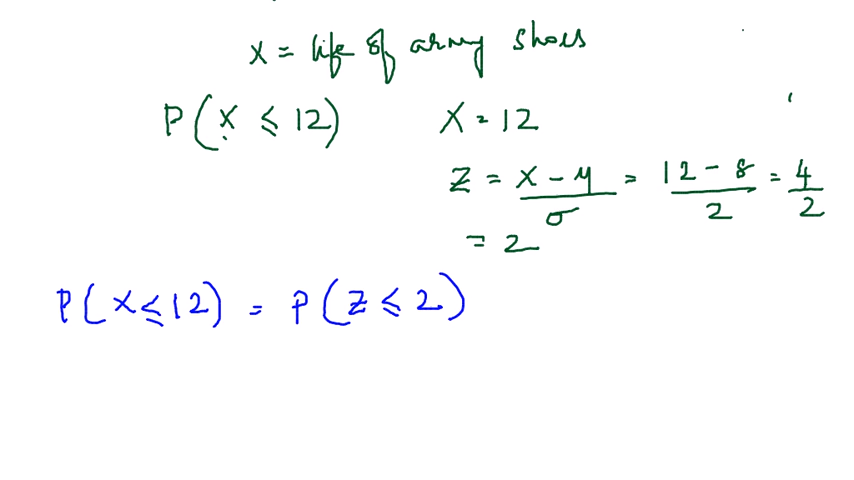 X = life of army shoes
P(X ≤ 12) X = 12
Z = X - μ / σ = 12 - 8 / 2 = 4 / 2
= 2
P(X ≤ 12) = P(Z ≤ 2)